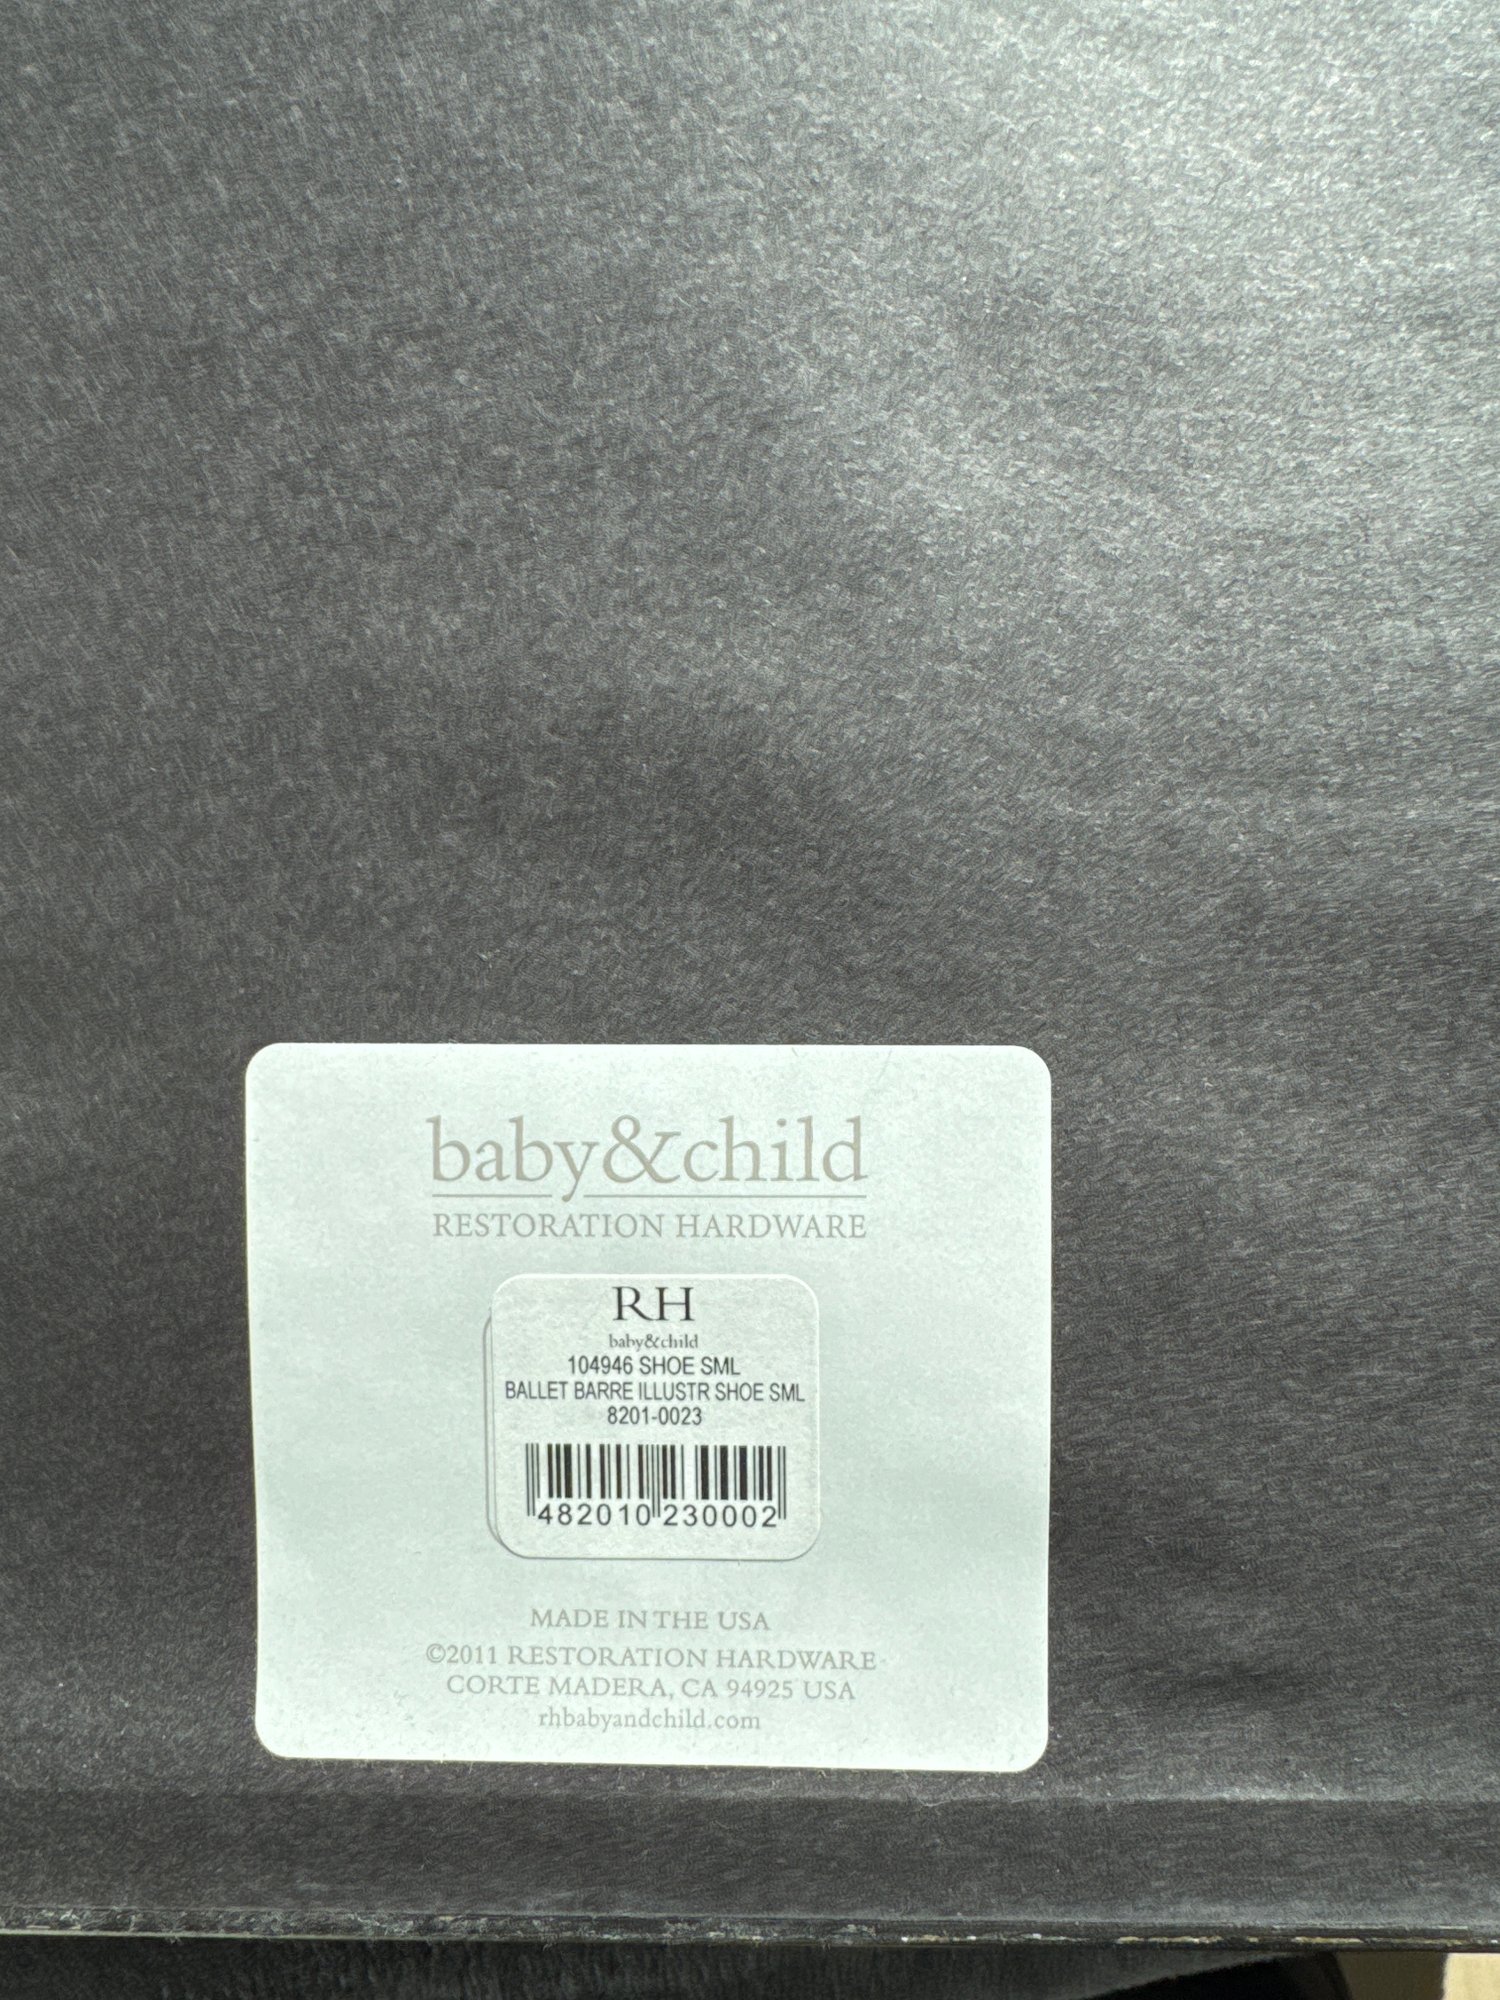 baby&child
RESTORATION HARDWARE
RH
baby&child
104946 SHOE SML
BALLET BARRE ILLUSTR SHOE SML
8201-0023
482010 230002
MADE IN THE USA
©2011 RESTORATION HARDWARE
CORTE MADERA, CA 94925 USA
rhbabyandchild.com